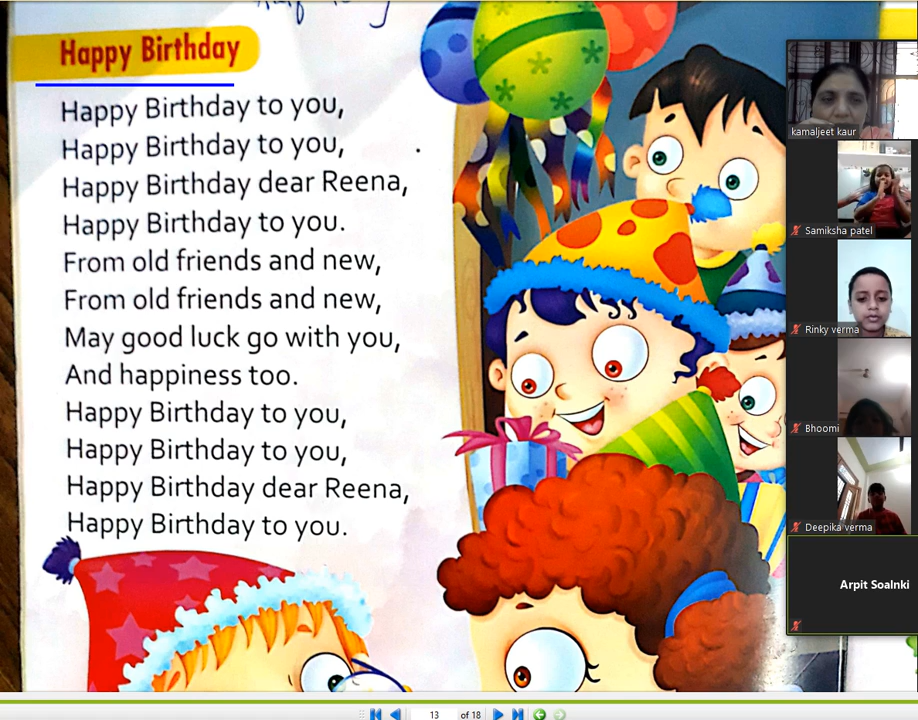 Happy Birthday
Happy Birthday to you,
Happy Birthday to you,
Happy Birthday dear Reena,
Happy Birthday to you.
From old friends and new,
From old friends and new,
May good luck go with you,
And happiness too.
Happy Birthday to you,
Happy Birthday to you,
Happy Birthday dear Reena,
Happy Birthday to you.
kamaljeet kaur
Samiksha patel
Rinky verma
Bhoomi
Deepika verma
Arpit Soalnki
13 of 18